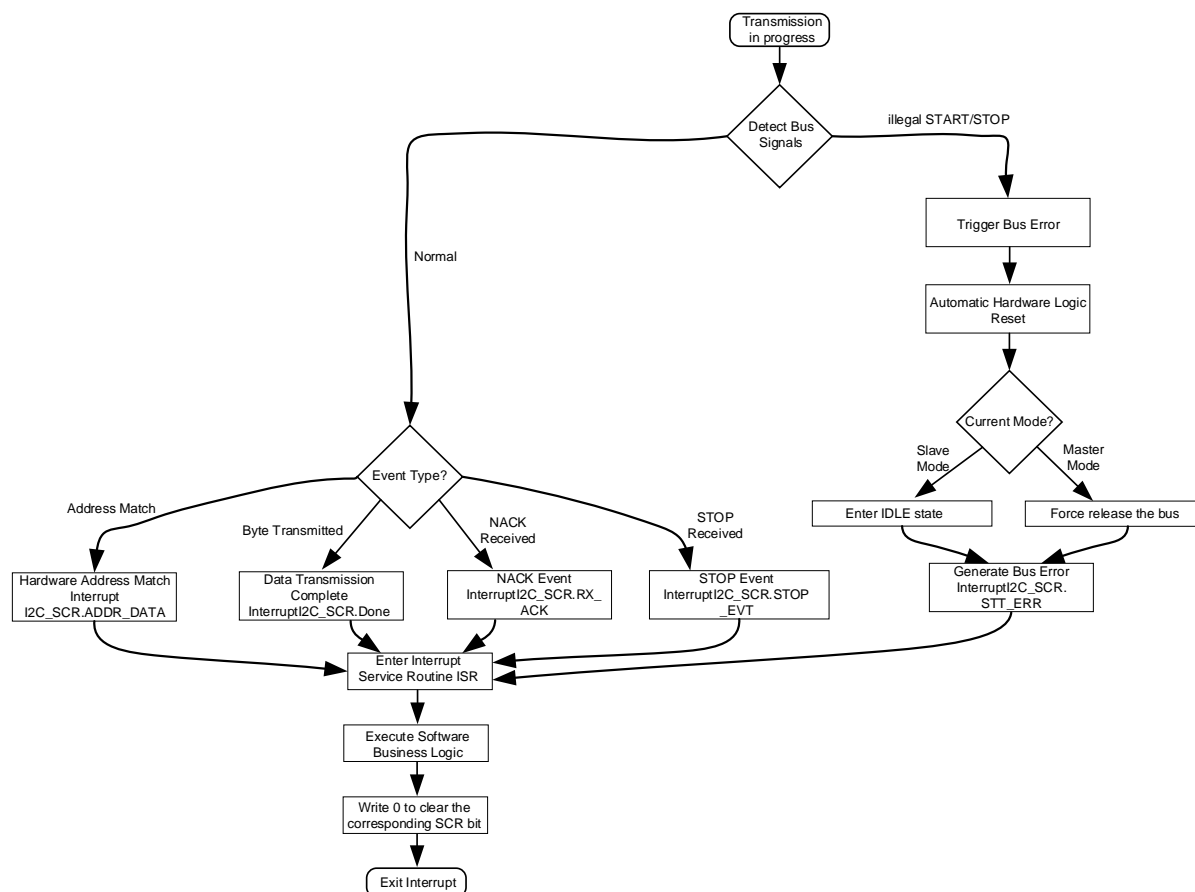 Transmission
in progress
Detect Bus
Signals
illegal START/STOP
Normal
Trigger Bus Error
Automatic Hardware Logic
Reset
Current Mode?
Slave
Mode
Master
Mode
Enter IDLE state
Force release the bus
Generate Bus Error
InterruptI2C_SCR.
STT_ERR
Event Type?
Address Match
Byte Transmitted
NACK
Received
STOP
Received
Hardware Address Match
Interrupt
I2C_SCR.ADDR_DATA
Data Transmission
Complete
InterruptI2C_SCR.Done
NACK Event
InterruptI2C_SCR.RX_
ACK
STOP Event
InterruptI2C_SCR.STOP
_EVT
Enter Interrupt
Service Routine ISR
Execute Software
Business Logic
Write 0 to clear the
corresponding SCR bit
Exit Interrupt